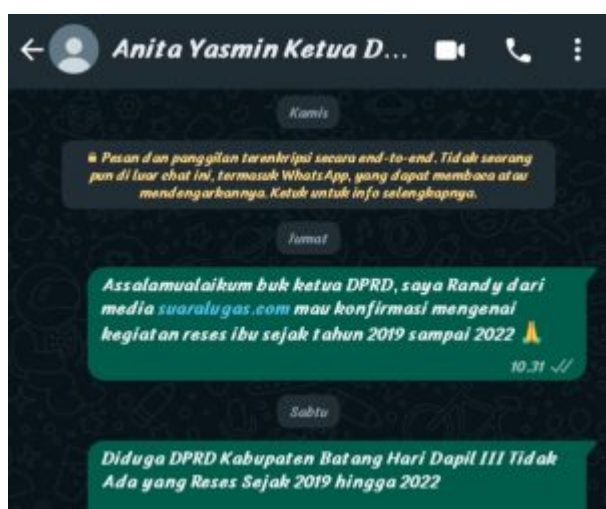 Anita Yasmin Ketua D...
Kamis
Pesan dan panggilan terenkripsi secara end-to-end. Tidak seorang
pun di luar chat ini, termasuk WhatsApp, yang dapat membaca atau
mendengarkannya. Ketuk untuk info selengkapnya.
Jumat
Assalamualaikum buk ketua DPRD, saya Randy dari
media suaralugas.com mau konfirmasi mengenai
kegiatan reses ibu sejak tahun 2019 sampai 2022 🙏
10.31
Sabtu
Diduga DPRD Kabupaten Batang Hari Dapil III Tidak
Ada yang Reses Sejak 2019 hingga 2022